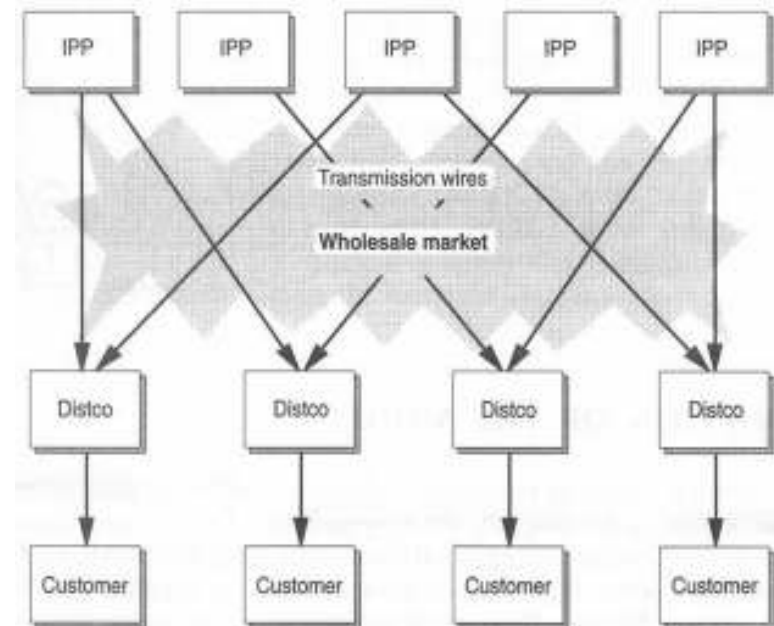 IPP
IPP
IPP
IPP
IPP
Transmission wires
Wholesale market
Distco
Distco
Distco
Distco
Customer
Customer
Customer
Customer